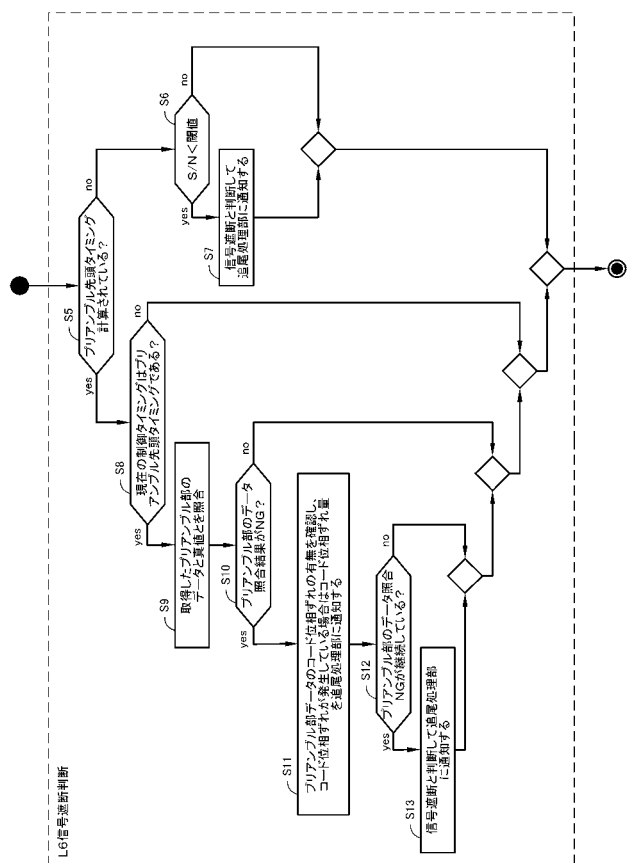 L6信号遮断判断
S5
プリアンブル先頭タイミング
計算されている？
yes
no
S6
S/N＜閾値
yes
no
S7
信号遮断と判断して
追尾処理部に通知する
S8
現在の制御タイミングはプリ
アンブル先頭タイミングである？
yes
no
S9
取得したプリアンブル部の
データと真値とを照合
S10
プリアンブル部のデータ
照合結果がNG？
yes
no
S11
プリアンブル部データのコード位相ずれの有無を確認し、
コード位相ずれが発生している場合はコード位相ずれ量
を追尾処理部に通知する
S12
プリアンブル部のデータ照合
NGが継続している？
yes
no
S13
信号遮断と判断して追尾処理部
に通知する